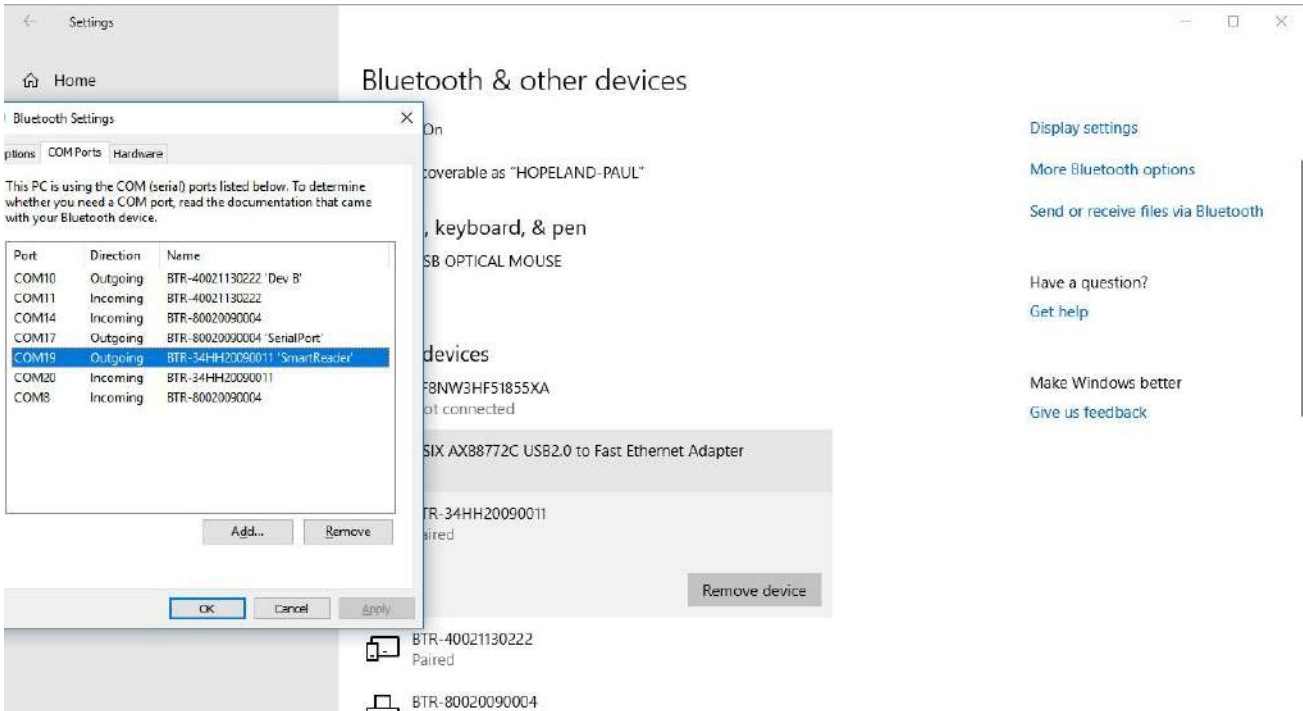 Settings
Home
Bluetooth & other devices
On
coverable as "HOPELAND-PAUL"
, keyboard, & pen
SB OPTICAL MOUSE
devices
F8NW3HF51855XA
ot connected
SIX AX88772C USB2.0 to Fast Ethernet Adapter
TR-34HH20090011
aired
Remove device
BTR-40021130222
Paired
BTR-80020090004
Display settings
More Bluetooth options
Send or receive files via Bluetooth
Have a question?
Get help
Make Windows better
Give us feedback
Bluetooth Settings
ptions COM Ports Hardware
This PC is using the COM (serial) ports listed below. To determine
whether you need a COM port, read the documentation that came
with your Bluetooth device.
Port Direction Name
COM10 Outgoing BTR-40021130222 'Dev B'
COM11 Incoming BTR-40021130222
COM14 Incoming BTR-80020090004
COM17 Outgoing BTR-80020090004 'SerialPort'
COM19 Outgoing BTR-34HH20090011 'SmartReader'
COM20 Incoming BTR-34HH20090011
COM8 Incoming BTR-80020090004
Add... Remove
OK Cancel Apply